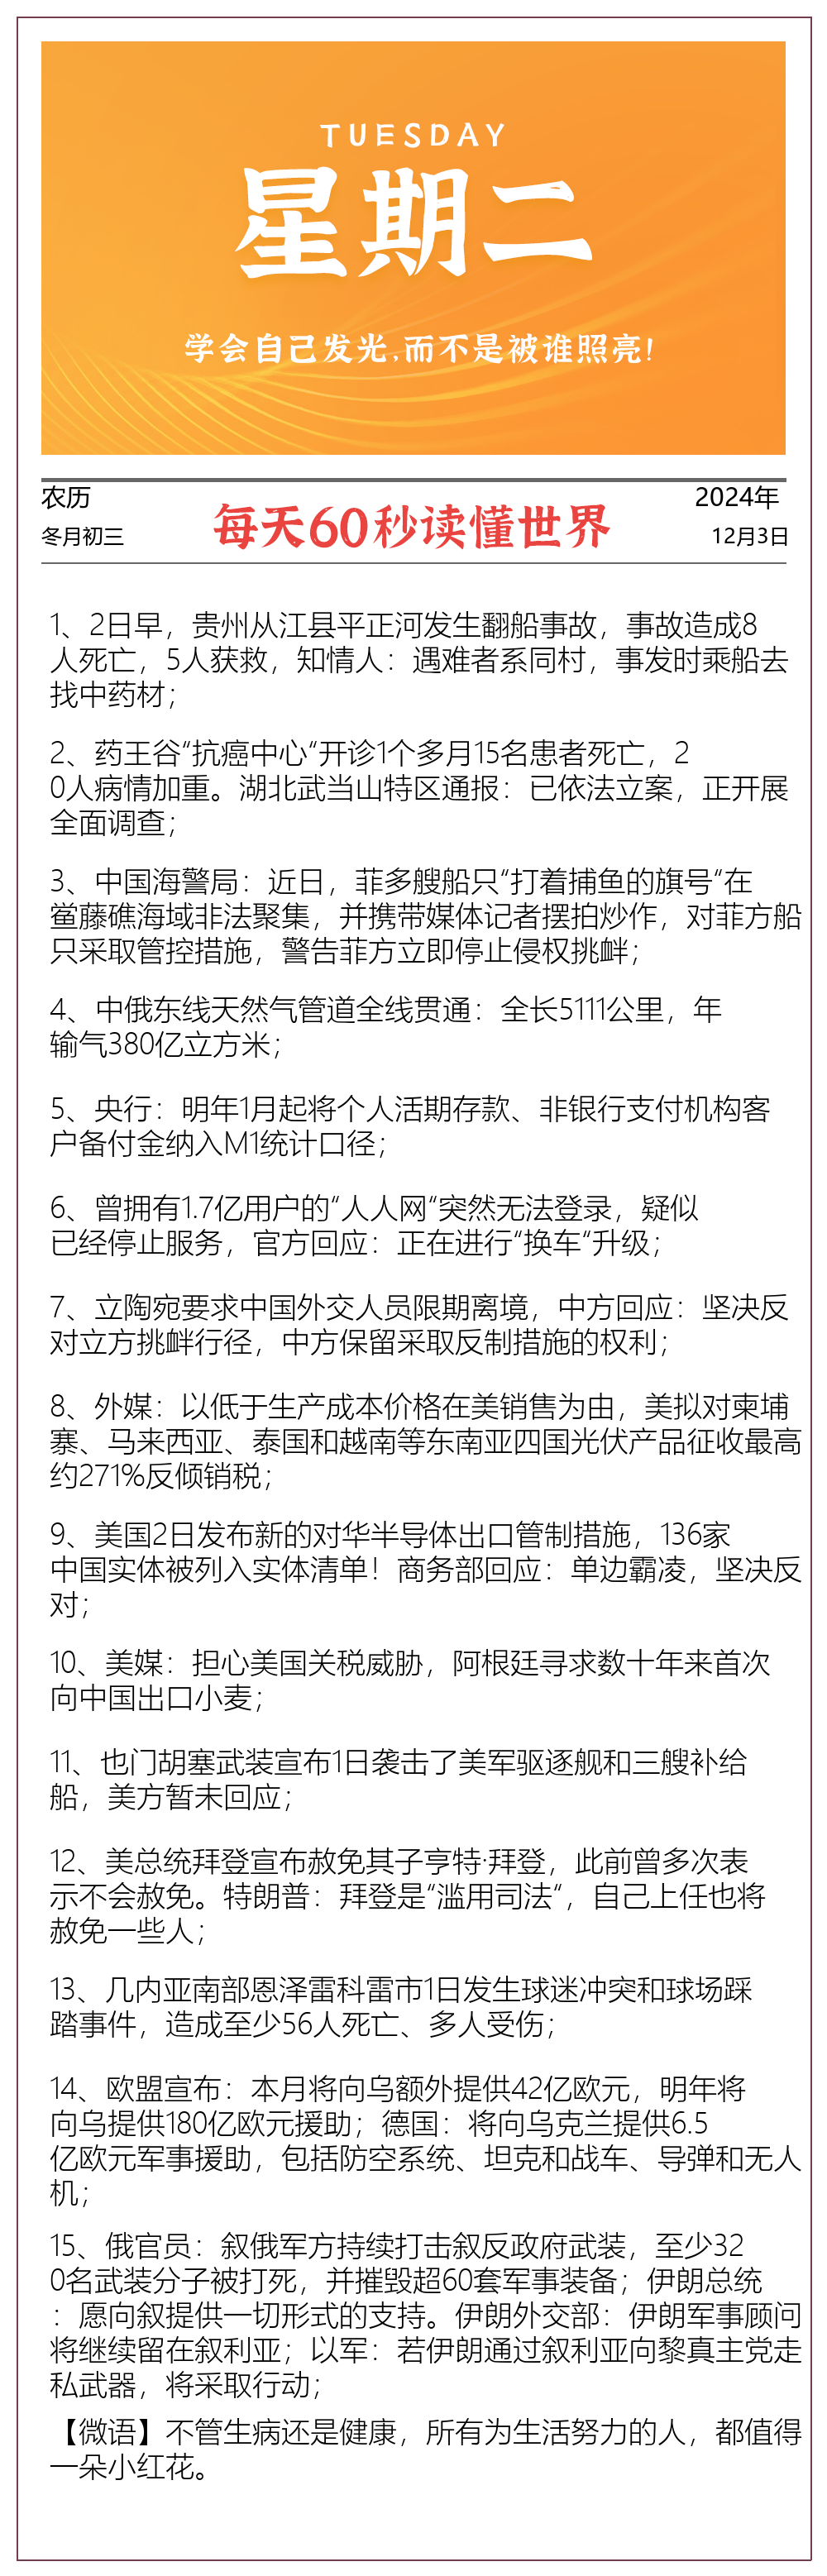 TUESDAY
星期二
学会自己发光,而不是被谁照亮!
农历
2024年
每天60秒读懂世界
冬月初三
12月3日
1、2日早，贵州从江县平正河发生翻船事故，事故造成8
人死亡，5人获救，知情人：遇难者系同村，事发时乘船去
找中药材；
2、药王谷“抗癌中心“开诊1个多月15名患者死亡，2
0人病情加重。湖北武当山特区通报：已依法立案，正开展
全面调查；
3、中国海警局：近日，菲多艘船只“打着捕鱼的旗号“在
鲎藤礁海域非法聚集，并携带媒体记者摆拍炒作，对菲方船
只采取管控措施，警告菲方立即停止侵权挑衅；
4、中俄东线天然气管道全线贯通：全长5111公里，年
输气380亿立方米；
5、央行：明年1月起将个人活期存款、非银行支付机构客
户备付金纳入M1统计口径；
6、曾拥有1.7亿用户的“人人网“突然无法登录，疑似
已经停止服务，官方回应：正在进行“换车“升级；
7、立陶宛要求中国外交人员限期离境，中方回应：坚决反
对立方挑衅行径，中方保留采取反制措施的权利；
8、外媒：以低于生产成本价格在美销售为由，美拟对柬埔
寨、马来西亚、泰国和越南等东南亚四国光伏产品征收最高
约271%反倾销税；
9、美国2日发布新的对华半导体出口管制措施，136家
中国实体被列入实体清单！商务部回应：单边霸凌，坚决反
对；
10、美媒：担心美国关税威胁，阿根廷寻求数十年来首次
向中国出口小麦；
11、也门胡塞武装宣布1日袭击了美军驱逐舰和三艘补给
船，美方暂未回应；
12、美总统拜登宣布赦免其子亨特·拜登，此前曾多次表
示不会赦免。特朗普：拜登是“滥用司法“，自己上任也将
赦免一些人；
13、几内亚南部恩泽雷科雷市1日发生球迷冲突和球场踩
踏事件，造成至少56人死亡、多人受伤；
14、欧盟宣布：本月将向乌额外提供42亿欧元，明年将
向乌提供180亿欧元援助；德国：将向乌克兰提供6.5
亿欧元军事援助，包括防空系统、坦克和战车、导弹和无人
机；
15、俄官员：叙俄军方持续打击叙反政府武装，至少32
0名武装分子被打死，并摧毁超60套军事装备；伊朗总统
：愿向叙提供一切形式的支持。伊朗外交部：伊朗军事顾问
将继续留在叙利亚；以军：若伊朗通过叙利亚向黎真主党走
私武器，将采取行动；
【微语】不管生病还是健康，所有为生活努力的人，都值得
一朵小红花。